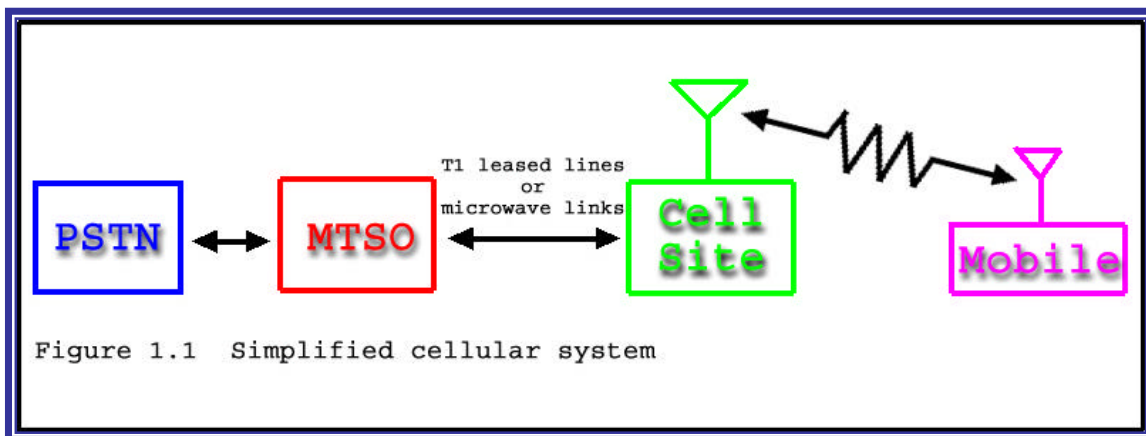 T1 leased lines
or
microwave links
PSTN
MTSO
Cell
Site
Mobile
Figure 1.1 Simplified cellular system